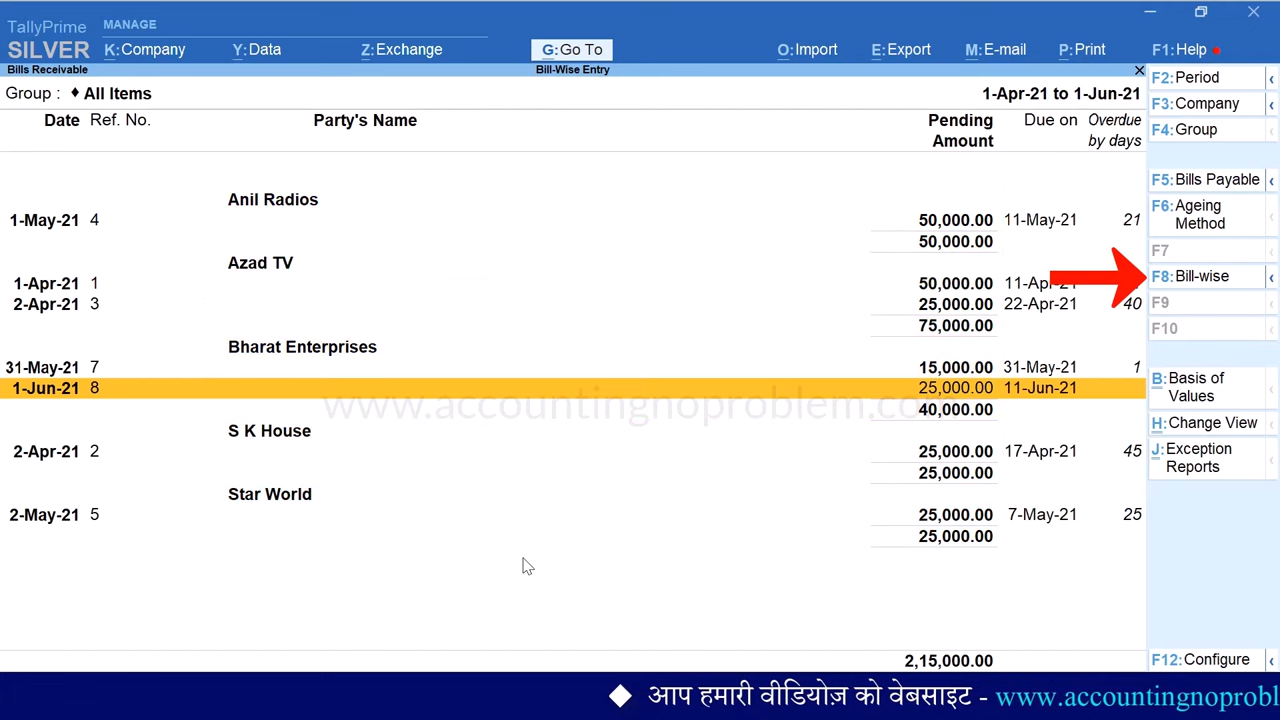 TallyPrime MANAGE
SILVER K:Company Y:Data Z:Exchange G:Go To O:Import E:Export M:E-mail P:Print F1:Help
Bills Receivable Bill-Wise Entry
Group : ♦ All Items 1-Apr-21 to 1-Jun-21
Date Ref. No. Party's Name Pending Due on Overdue
Amount by days
Anil Radios
1-May-21 4 50,000.00 11-May-21 21
50,000.00
Azad TV
1-Apr-21 1 50,000.00
2-Apr-21 3 25,000.00 22-Apr-21 40
75,000.00
Bharat Enterprises
31-May-21 7 15,000.00 31-May-21 1
1-Jun-21 8 25,000.00 11-Jun-21
www.accountingnoproblem.com
40,000.00
S K House
2-Apr-21 2 25,000.00 17-Apr-21 45
25,000.00
Star World
2-May-21 5 25,000.00 7-May-21 25
25,000.00
2,15,000.00
F2:Period
F3:Company
F4:Group
F5:Bills Payable
F6:Ageing
Method
F7
F8:Bill-wise
F9
F10
B:Basis of
Values
H:Change View
J:Exception
Reports
F12:Configure
◆ आप हमारी वीडियोज़ को वेबसाइट - www.accountingnoprobl